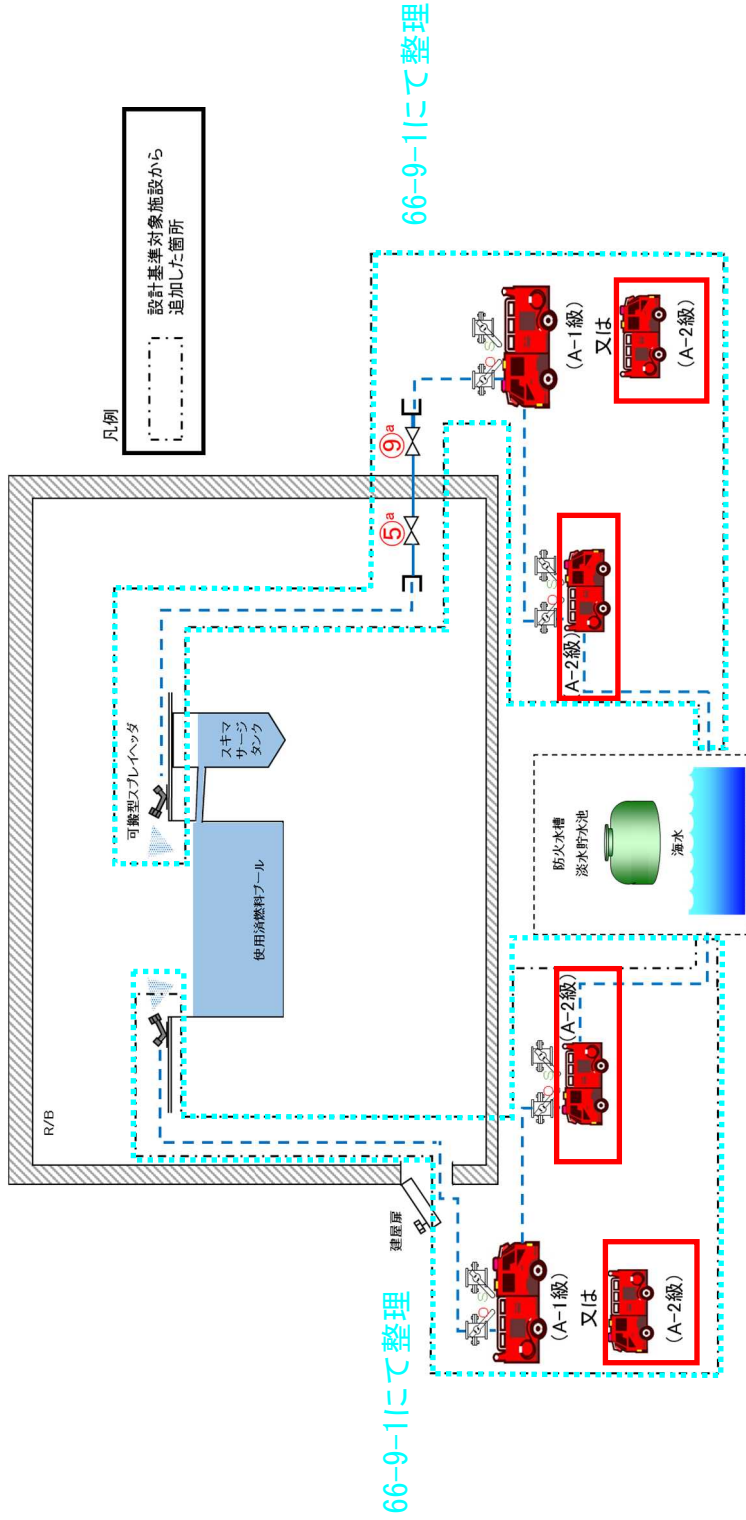 66-9-1にて整理
66-9-1にて整理
凡例
設計基準対象施設から
追加した箇所
R/B
可搬型スプレイヘッダ
スキマ
サージ
タンク
使用済燃料プール
⑤a
⑨a
建屋扉
O S
O S
O S
O S
(A-1級)
又は
(A-2級)
(A-2級)
防火水槽
淡水貯水池
海水
(A-2級)
(A-1級)
又は
(A-2級)